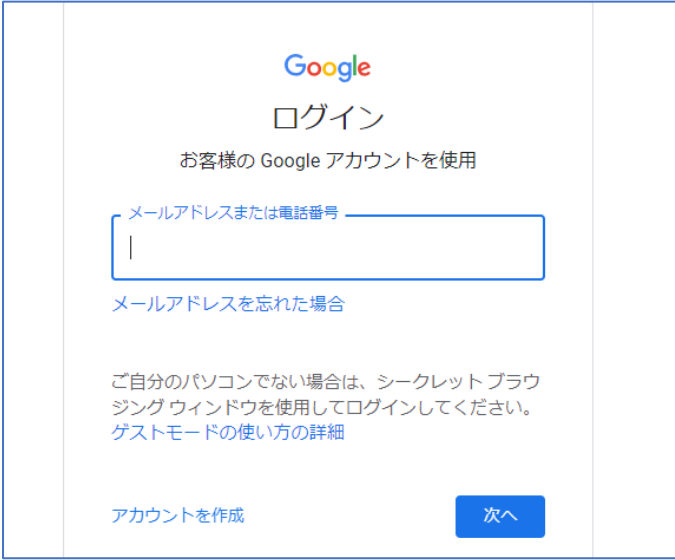 Google
ログイン
お客様の Google アカウントを使用
メールアドレスまたは電話番号
メールアドレスを忘れた場合
ご自分のパソコンでない場合は、シークレット ブラウ
ジング ウィンドウを使用してログインしてください。
ゲストモードの使い方の詳細
アカウントを作成
次へ